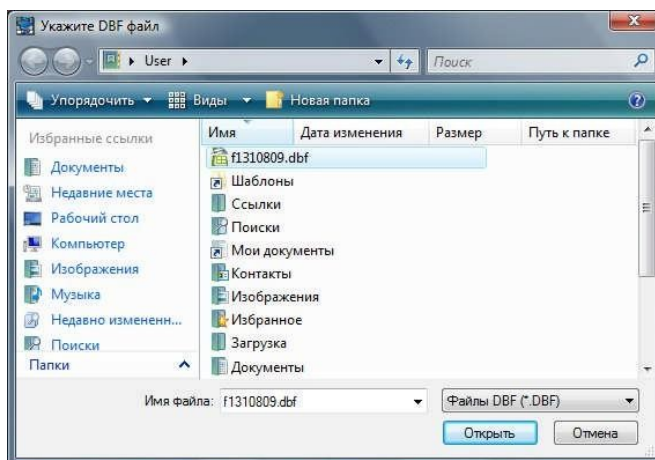 Укажите DBF файл
User
Поиск
Упорядочить Виды Новая папка
Избранные ссылки
Документы
Недавние места
Рабочий стол
Компьютер
Изображения
Музыка
Недавно измененн...
Поиски
Папки
Имя Дата изменения Размер Путь к папке
f1310809.dbf
Шаблоны
Ссылки
Поиски
Мои документы
Контакты
Изображения
Избранное
Загрузка
Документы
Имя файла: f1310809.dbf Файлы DBF (*.DBF)
Открыть Отмена